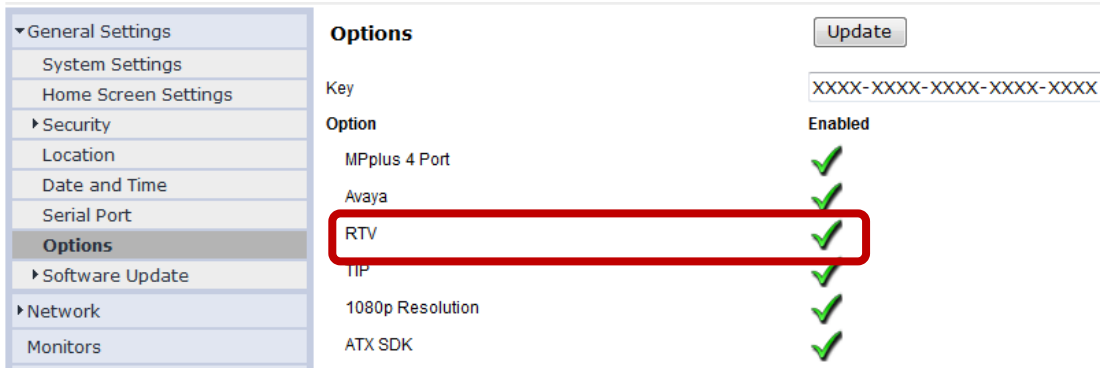 General Settings
System Settings
Home Screen Settings
Security
Location
Date and Time
Serial Port
Options
Software Update
Network
Monitors
Options
Update
Key
XXXX-XXXX-XXXX-XXXX-XXXX
Option
Enabled
MPplus 4 Port
Avaya
RTV
TIP
1080p Resolution
ATX SDK